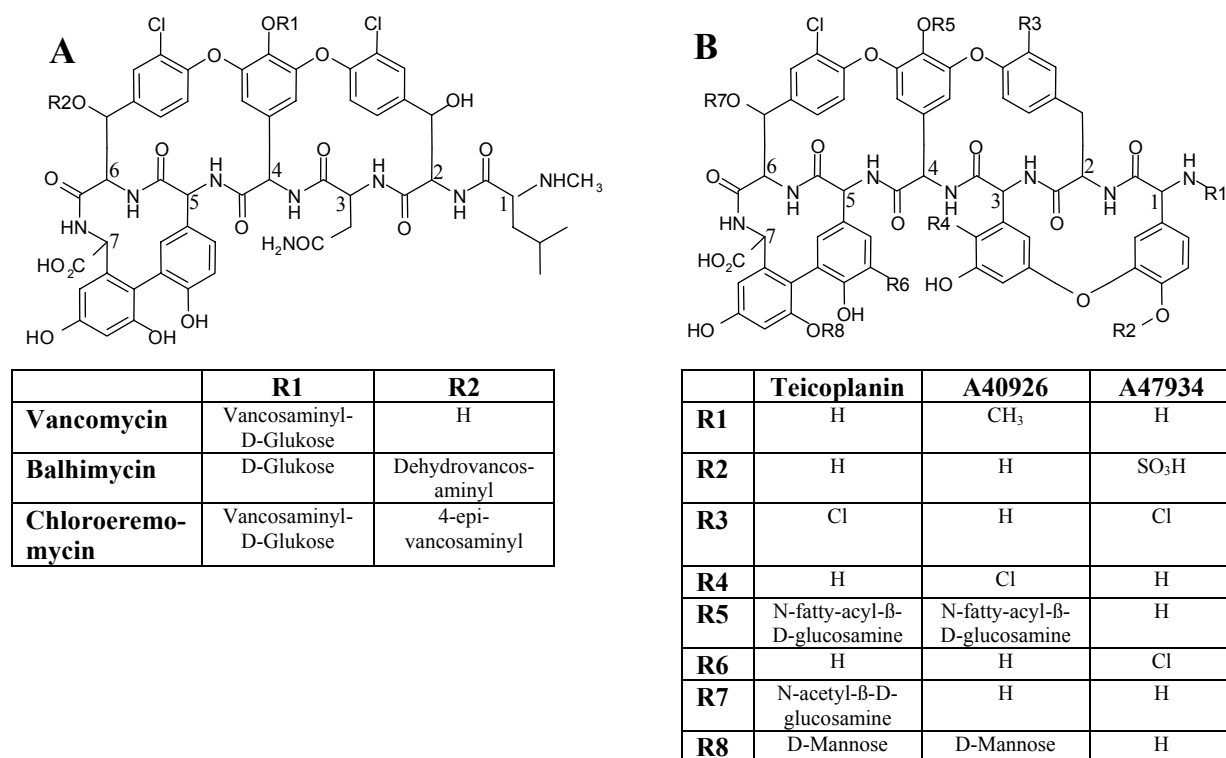 A
Cl OR1 Cl
O O
R2O OH
6 4 2
O O H N O H N O
N H 5 N H 3 N H 1 NHCH3
O HN O O
7 H2NOC
HO2C
HO OH OH
B
Cl OR5 R3
O O
R7O
6 4 2
O O H N O H N O H N R1
N H 5 N H 3 N H 1
O HN O R4 O
7
HO2C R6 HO O
HO OH OR8 R2 O
R1 R2
Vancomycin Vancosaminyl-D-Glukose H
Balhimycin D-Glukose Dehydrovancos-aminyl
Chloroeremo-mycin Vancosaminyl-D-Glukose 4-epi-vancosaminyl
Teicoplanin A40926 A47934
R1 H CH3 H
R2 H H SO3H
R3 Cl H Cl
R4 H Cl H
R5 N-fatty-acyl-ß-D-glucosamine N-fatty-acyl-ß-D-glucosamine H
R6 H H Cl
R7 N-acetyl-ß-D-glucosamine H H
R8 D-Mannose D-Mannose H